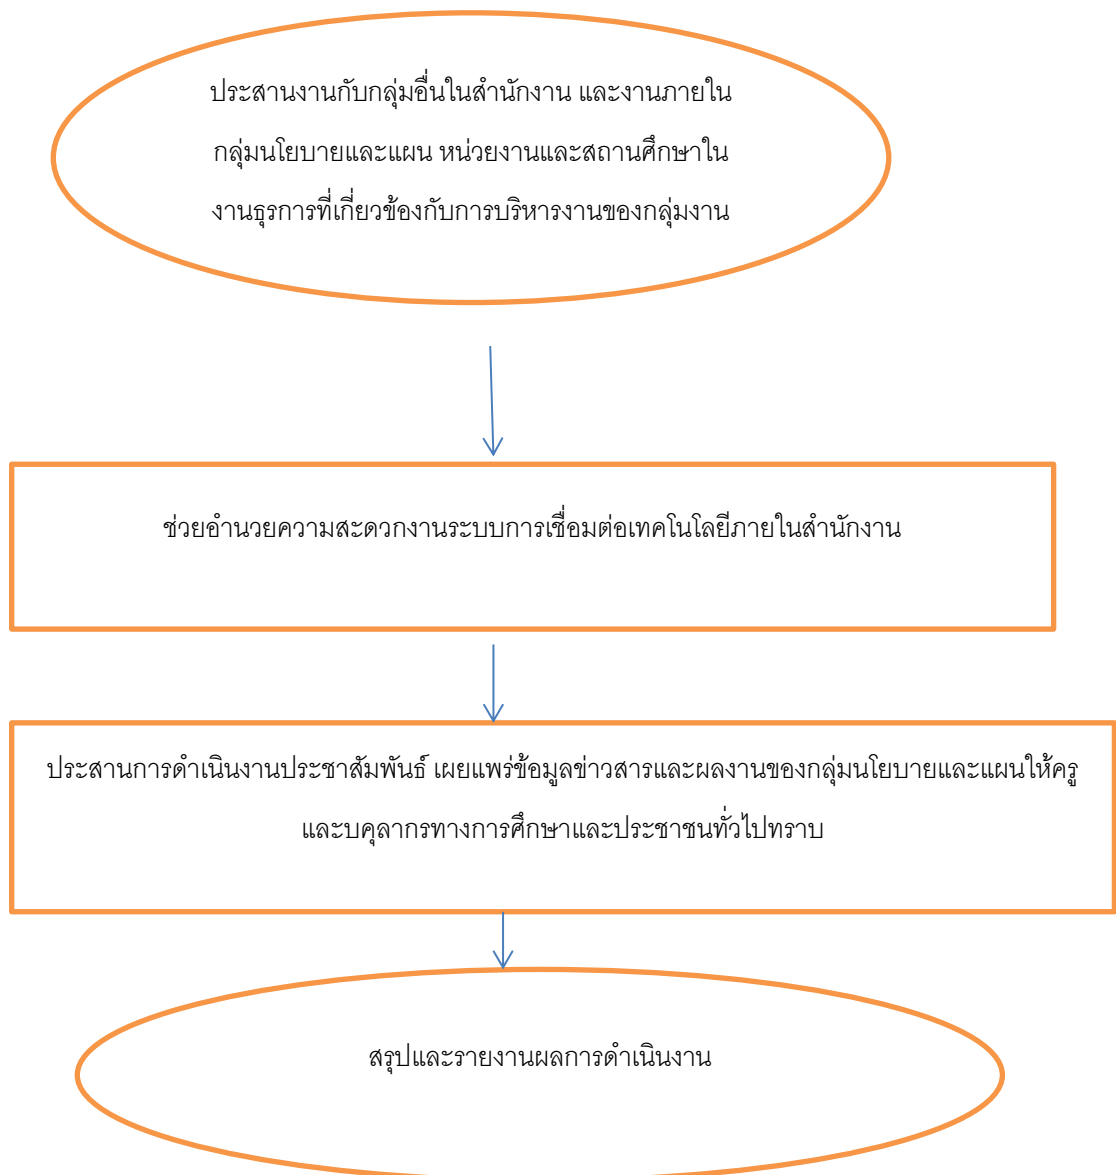 ประสานงานกับกลุ่มอื่นในสำนักงาน และงานภายใน
กลุ่มนโยบายและแผน หน่วยงานและสถานศึกษาใน
งานธุรการที่เกี่ยวข้องกับการบริหารงานของกลุ่มงาน
ช่วยอำนวยความสะดวกงานระบบการเชื่อมต่อเทคโนโลยีภายในสำนักงาน
ประสานการดำเนินงานประชาสัมพันธ์ เผยแพร่ข้อมูลข่าวสารและผลงานของกลุ่มนโยบายและแผนให้ครู
และบคุลากรทางการศึกษาและประชาชนทั่วไปทราบ
สรุปและรายงานผลการดำเนินงาน